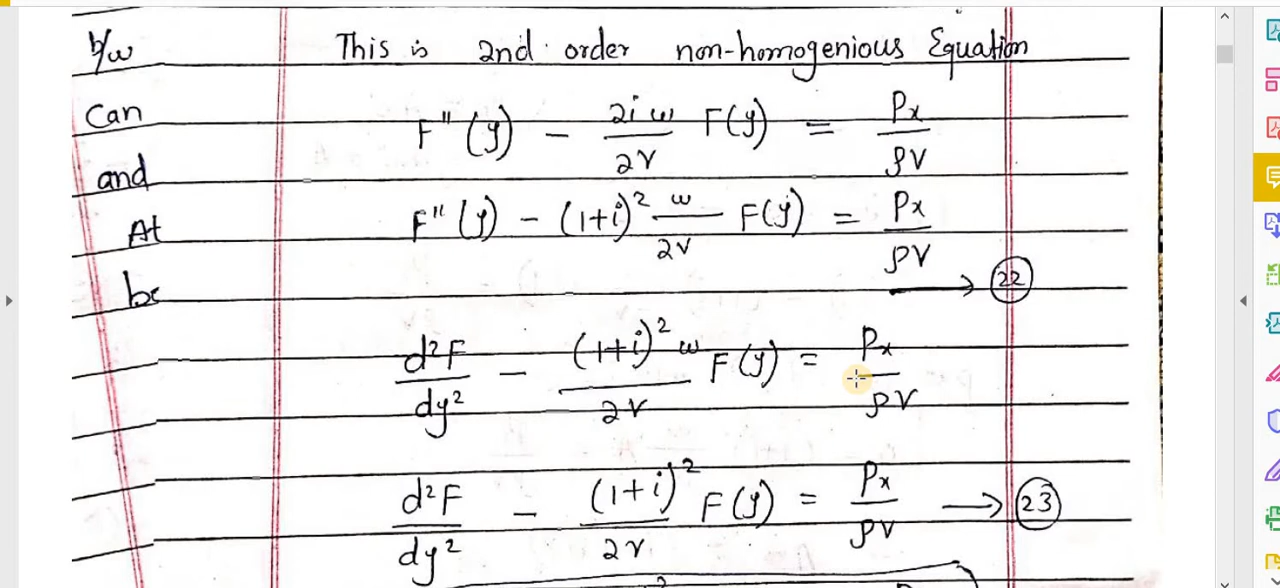 b/w
This is 2nd order non-homogenious Equation
Can
F"(y) - 2iω/2ν F(y) = Px/ρν
and
F"(y) - (1+i)² ω/2ν F(y) = Px/ρν
At
be → 22
d²F/dy² - (1+i)² ω/2ν F(y) = Px/ρν
d²F/dy² - (1+i)²/2ν F(y) = Px/ρν → 23